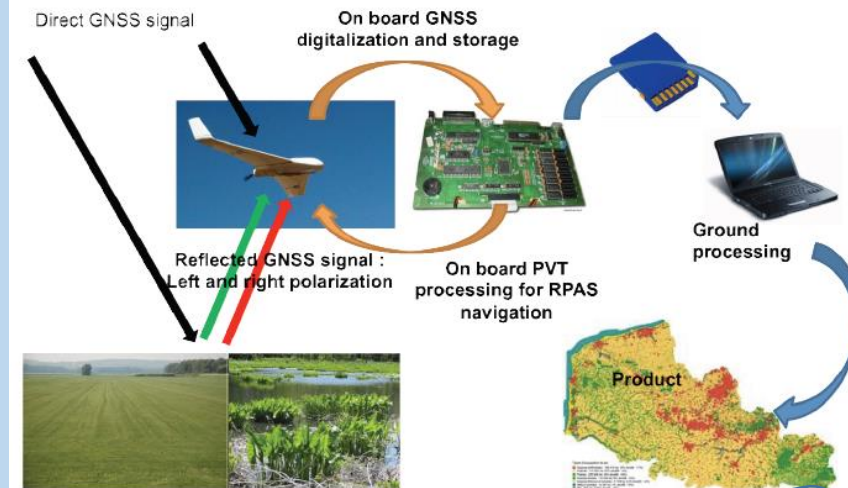 Direct GNSS signal
On board GNSS
digitalization and storage
Reflected GNSS signal :
Left and right polarization
On board PVT
processing for RPAS
navigation
Ground
processing
Product